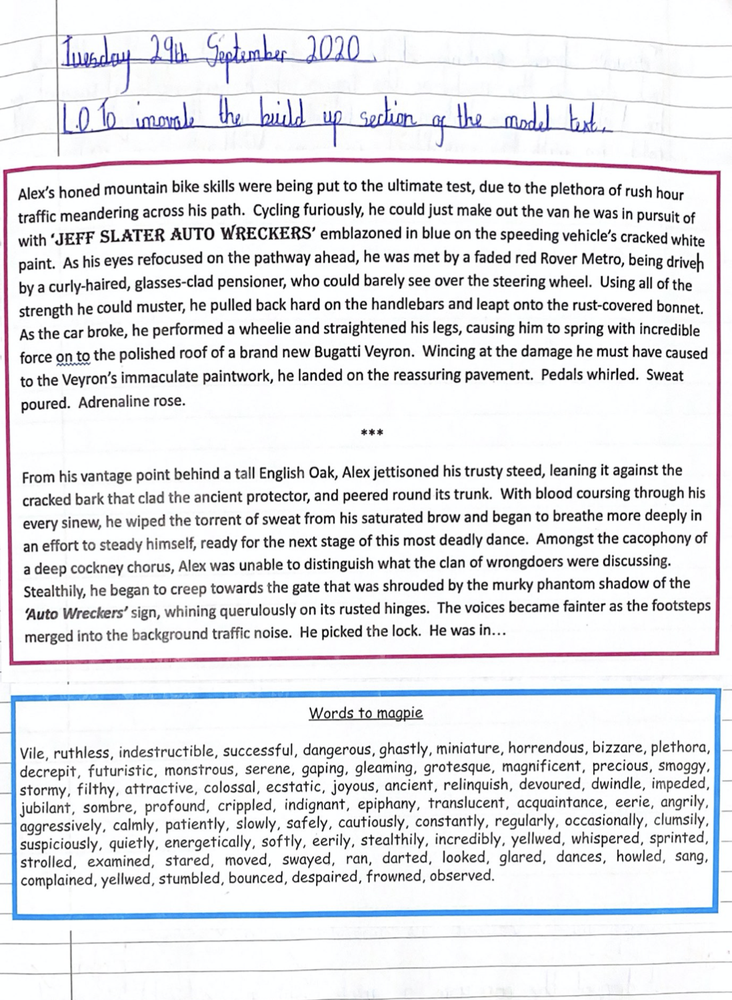 Tuesday 29th September 2020.
L.O. To inovate the build up section of the model text.
Alex's honed mountain bike skills were being put to the ultimate test, due to the plethora of rush hour
traffic meandering across his path.  Cycling furiously, he could just make out the van he was in pursuit of
with 'JEFF SLATER AUTO WRECKERS' emblazoned in blue on the speeding vehicle's cracked white
paint.  As his eyes refocused on the pathway ahead, he was met by a faded red Rover Metro, being driven
by a curly-haired, glasses-clad pensioner, who could barely see over the steering wheel.  Using all of the
strength he could muster, he pulled back hard on the handlebars and leapt onto the rust-covered bonnet.
As the car broke, he performed a wheelie and straightened his legs, causing him to spring with incredible
force on to the polished roof of a brand new Bugatti Veyron.  Wincing at the damage he must have caused
to the Veyron's immaculate paintwork, he landed on the reassuring pavement.  Pedals whirled.  Sweat
poured.  Adrenaline rose.
***
From his vantage point behind a tall English Oak, Alex jettisoned his trusty steed, leaning it against the
cracked bark that clad the ancient protector, and peered round its trunk.  With blood coursing through his
every sinew, he wiped the torrent of sweat from his saturated brow and began to breathe more deeply in
an effort to steady himself, ready for the next stage of this most deadly dance.  Amongst the cacophony of
a deep cockney chorus, Alex was unable to distinguish what the clan of wrongdoers were discussing.
Stealthily, he began to creep towards the gate that was shrouded by the murky phantom shadow of the
'Auto Wreckers' sign, whining querulously on its rusted hinges.  The voices became fainter as the footsteps
merged into the background traffic noise.  He picked the lock.  He was in...
Words to magpie
Vile, ruthless, indestructible, successful, dangerous, ghastly, miniature, horrendous, bizzare, plethora,
decrepit, futuristic, monstrous, serene, gaping, gleaming, grotesque, magnificent, precious, smoggy,
stormy, filthy, attractive, colossal, ecstatic, joyous, ancient, relinquish, devoured, dwindle, impeded,
jubilant, sombre, profound, crippled, indignant, epiphany, translucent, acquaintance, eerie, angrily,
aggressively, calmly, patiently, slowly, safely, cautiously, constantly, regularly, occasionally, clumsily,
suspiciously, quietly, energetically, softly, eerily, stealthily, incredibly, yellwed, whispered, sprinted,
strolled, examined, stared, moved, swayed, ran, darted, looked, glared, dances, howled, sang,
complained, yellwed, stumbled, bounced, despaired, frowned, observed.